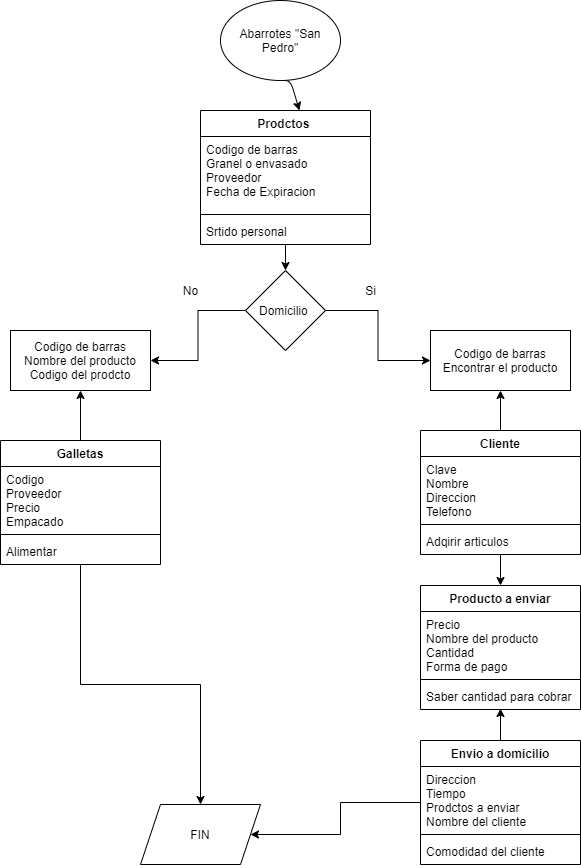 Abarrotes "San
Pedro"
Prodctos
Codigo de barras
Granel o envasado
Proveedor
Fecha de Expiracion
Srtido personal
No
Si
Domicilio
Codigo de barras
Nombre del producto
Codigo del prodcto
Codigo de barras
Encontrar el producto
Galletas
Codigo
Proveedor
Precio
Empacado
Alimentar
Cliente
Clave
Nombre
Direccion
Telefono
Adqirir articulos
Producto a enviar
Precio
Nombre del producto
Cantidad
Forma de pago
Saber cantidad para cobrar
Envio a domicilio
Direccion
Tiempo
Prodctos a enviar
Nombre del cliente
Comodidad del cliente
FIN